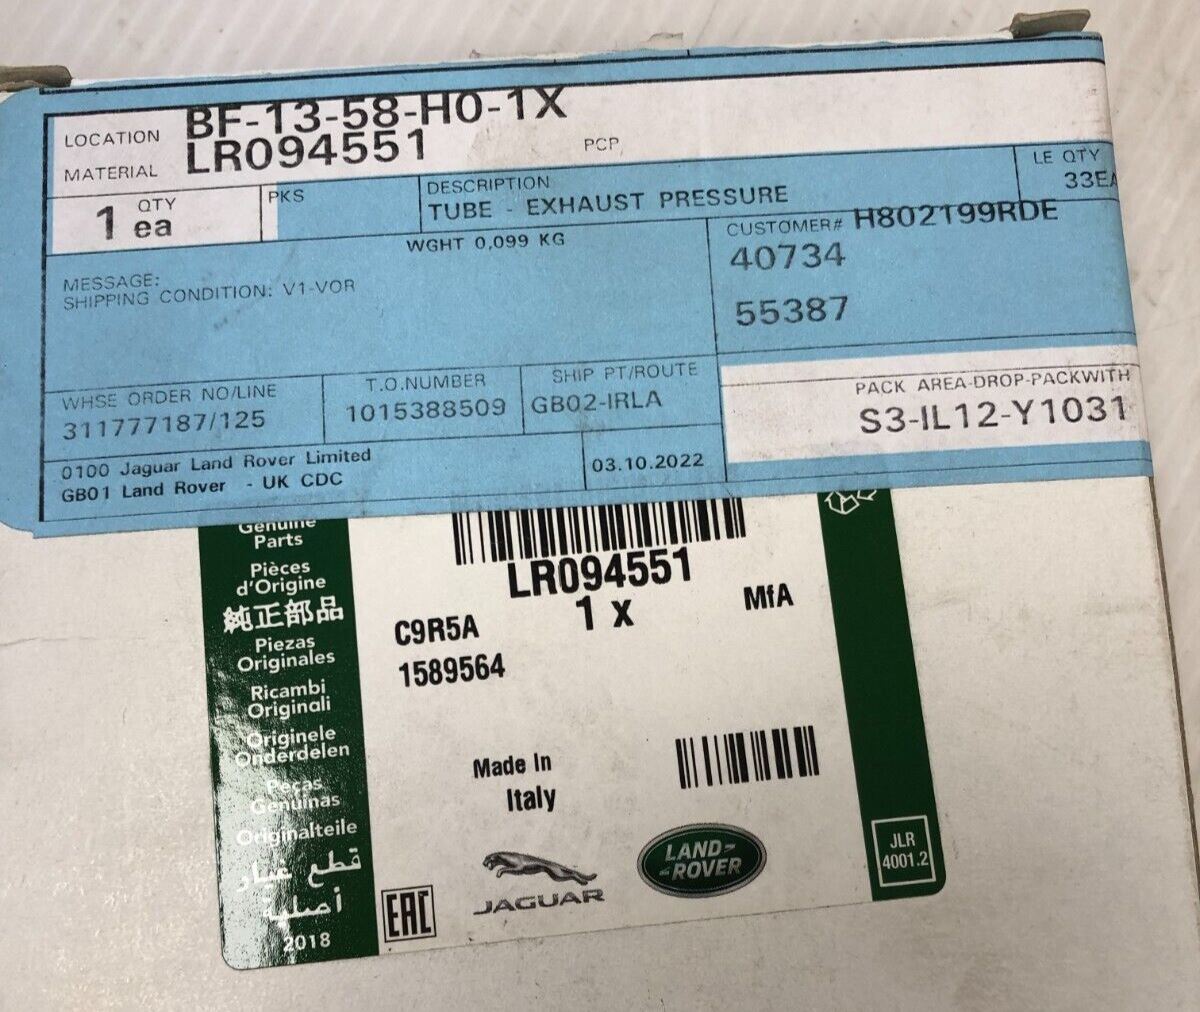 LOCATION BF-13-58-H0-1X
MATERIAL LR094551 PCP
QTY
1 ea
PKS
DESCRIPTION
TUBE - EXHAUST PRESSURE
LE QTY
33EA
WGHT 0,099 KG
CUSTOMER# H802199RDE
40734
55387
MESSAGE:
SHIPPING CONDITION: V1-VOR
WHSE ORDER NO/LINE
311777187/125
T.O.NUMBER
1015388509
SHIP PT/ROUTE
GB02-IRLA
PACK AREA-DROP-PACKWITH
S3-IL12-Y1031
0100 Jaguar Land Rover Limited
GB01 Land Rover - UK CDC
03.10.2022
Genuine
Parts
Pièces
d'Origine
純正部品
Piezas
Originales
Ricambi
Originali
Originele
Onderdelen
Peças
Genuínas
Originalteile
قطع غيار
أصلية
2018
LR094551
1 x
MfA
C9R5A
1589564
Made In
Italy
EAC
JAGUAR
LAND-
-ROVER
JLR
4001.2